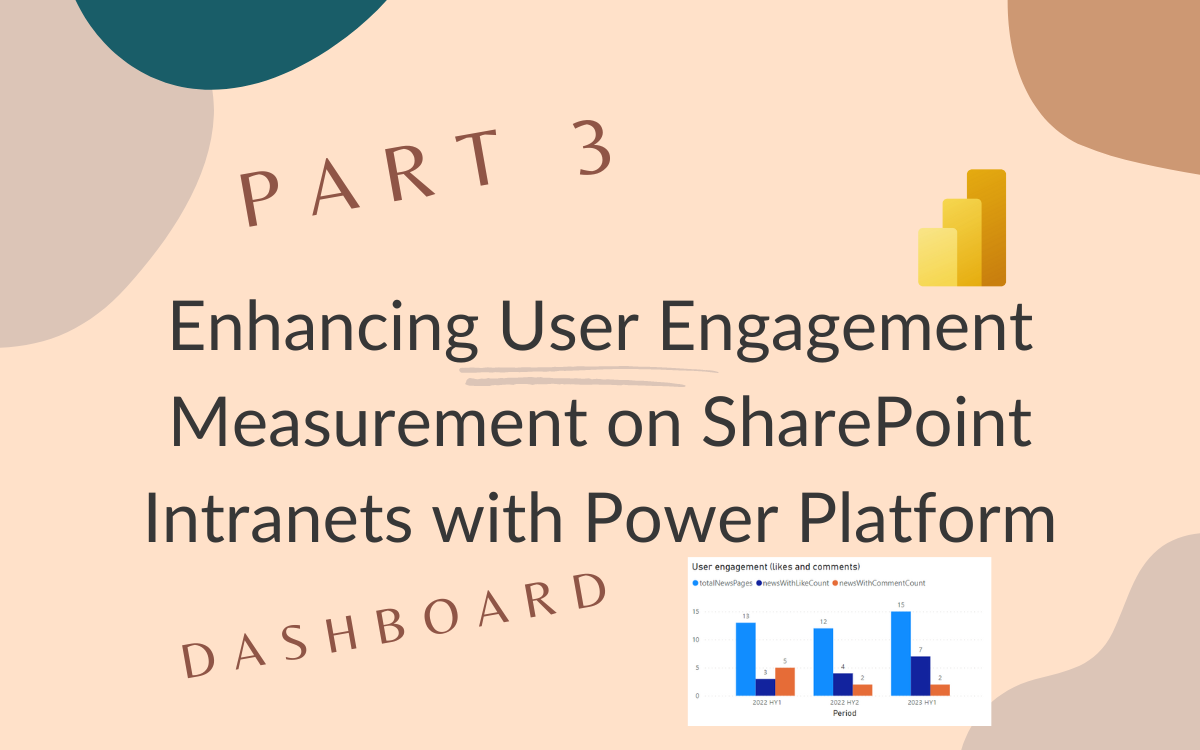 PART 3
Enhancing User Engagement
Measurement on SharePoint
Intranets with Power Platform
DASHBOARD
User engagement (likes and comments)
totalNewsPages newsWithLikeCount newsWithCommentCount
15
10
5
0
13 3 5
12 4 2
15 7 2
2022 HY1 2022 HY2 2023 HY1
Period